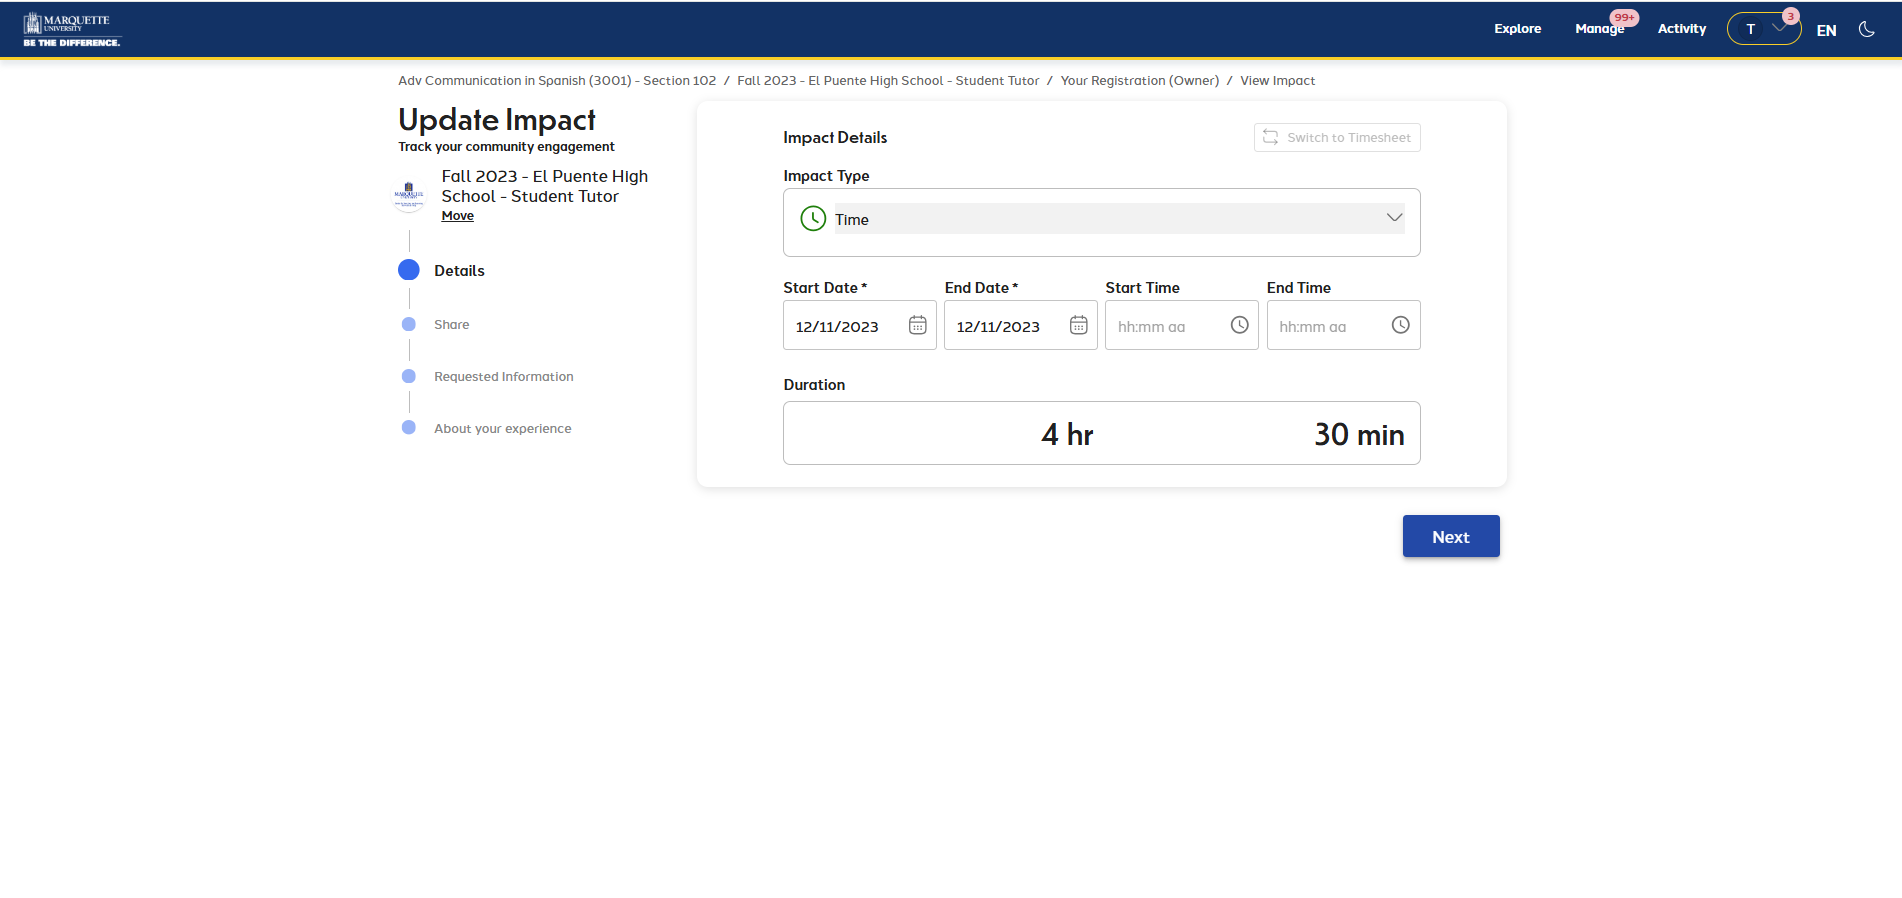 MARQUETTE
UNIVERSITY
BE THE DIFFERENCE.
Explore
Manage
99+
Activity
T
3
EN
Adv Communication in Spanish (3001) - Section 102 / Fall 2023 - El Puente High School - Student Tutor / Your Registration (Owner) / View Impact
Update Impact
Track your community engagement
MARQUETTE
Fall 2023 - El Puente High
School - Student Tutor
Move
Details
Share
Requested Information
About your experience
Impact Details
Switch to Timesheet
Impact Type
Time
Start Date *
End Date *
Start Time
End Time
12/11/2023
12/11/2023
hh:mm aa
hh:mm aa
Duration
4 hr
30 min
Next